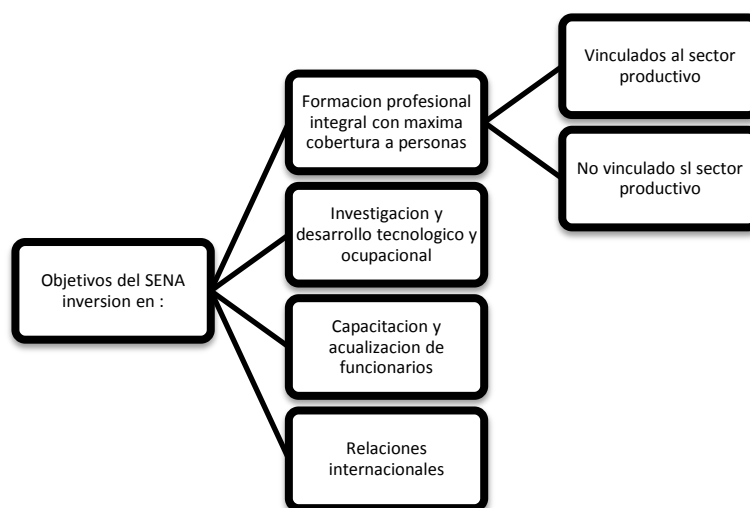 Objetivos del SENA
inversion en :
Formacion profesional
integral con maxima
cobertura a personas
Vinculados al sector
productivo
No vinculado sl sector
productivo
Investigacion y
desarrollo tecnologico y
ocupacional
Capacitacion y
acualizacion de
funcionarios
Relaciones
internacionales